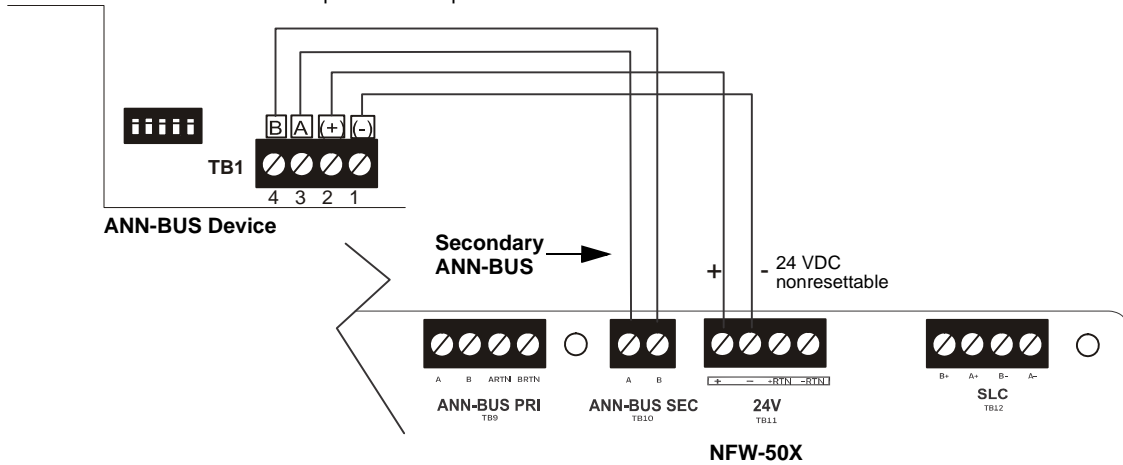 B A (+) (-)
TB1
4 3 2 1
ANN-BUS Device
Secondary
ANN-BUS
+ - 24 VDC
nonresettable
A B ARTN BRTN
ANN-BUS PRI
TB9
A B
ANN-BUS SEC
TB10
+ − +RTN −RTN
24V
TB11
B+ A+ B- A-
SLC
TB12
NFW-50X